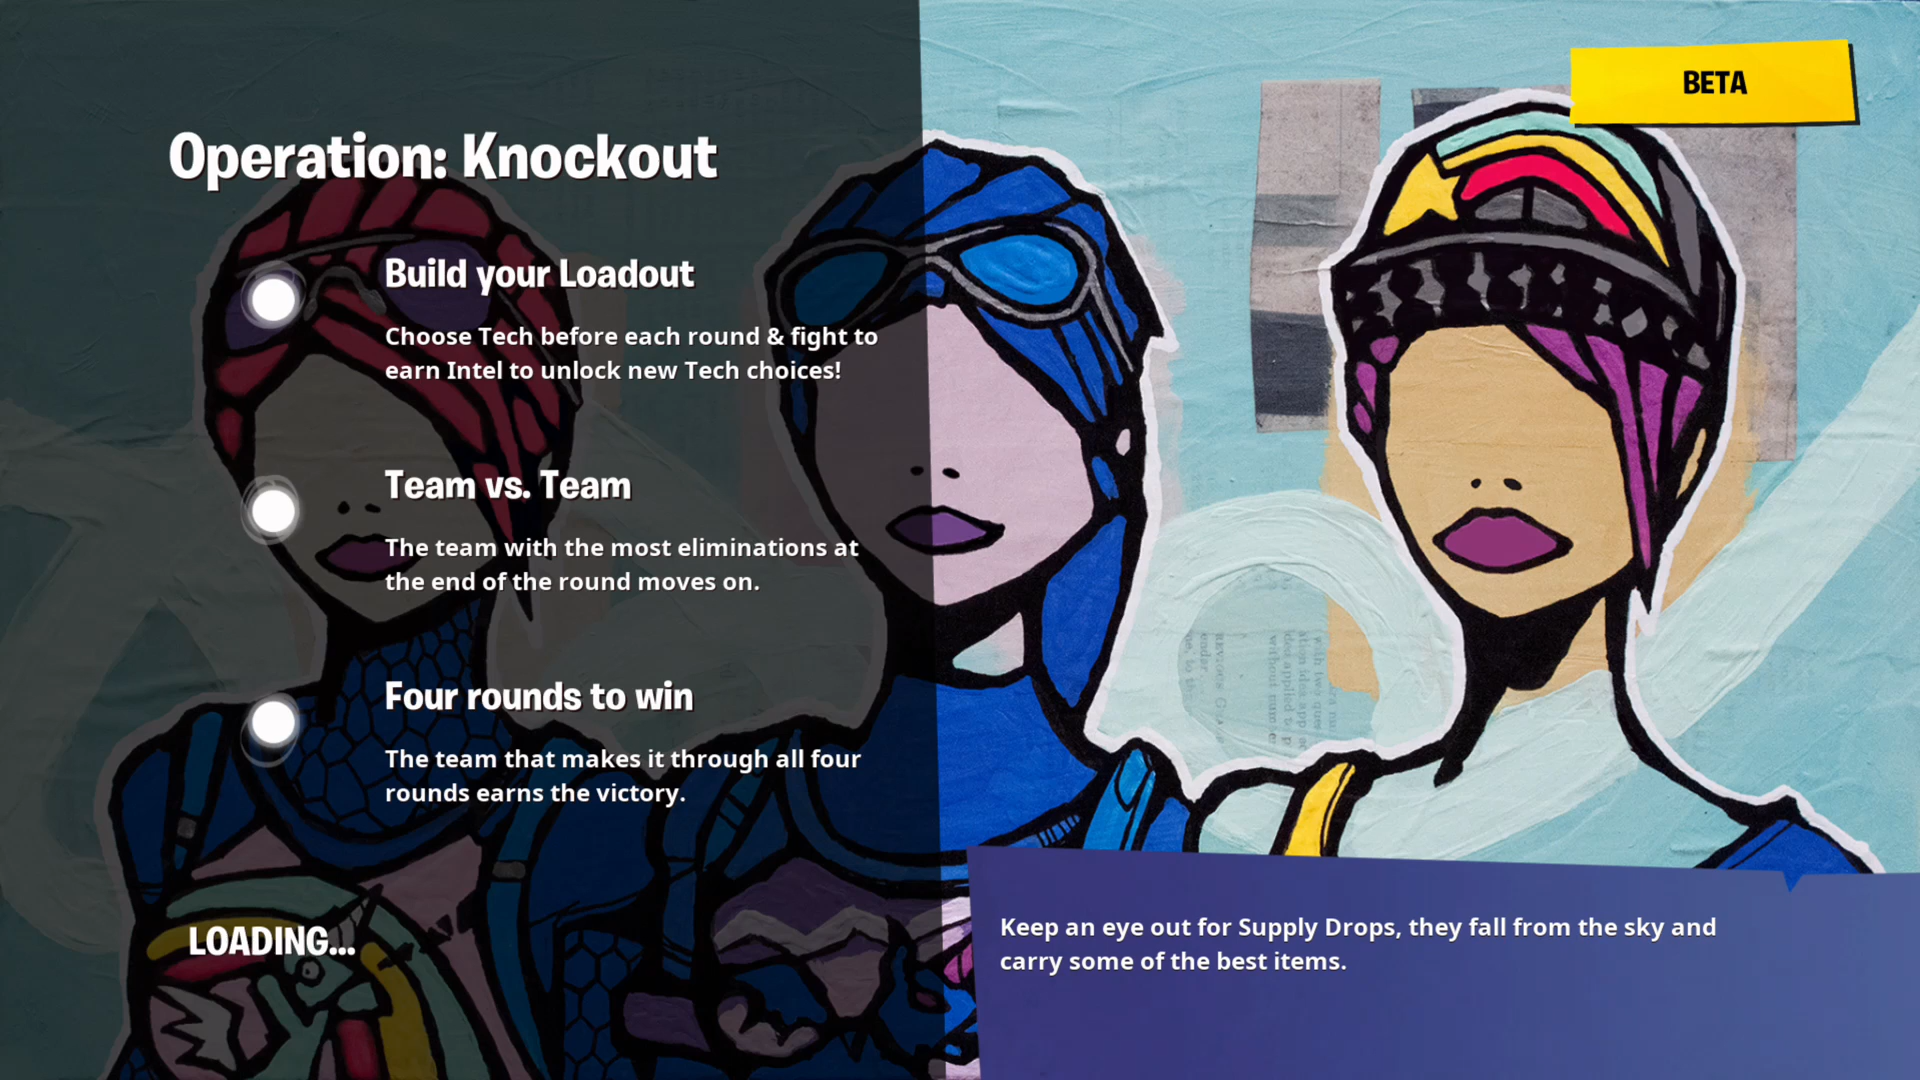 BETA
Operation: Knockout
Build your Loadout
Choose Tech before each round & fight to
earn Intel to unlock new Tech choices!
Team vs. Team
The team with the most eliminations at
the end of the round moves on.
Four rounds to win
The team that makes it through all four
rounds earns the victory.
LOADING...
Keep an eye out for Supply Drops, they fall from the sky and
carry some of the best items.